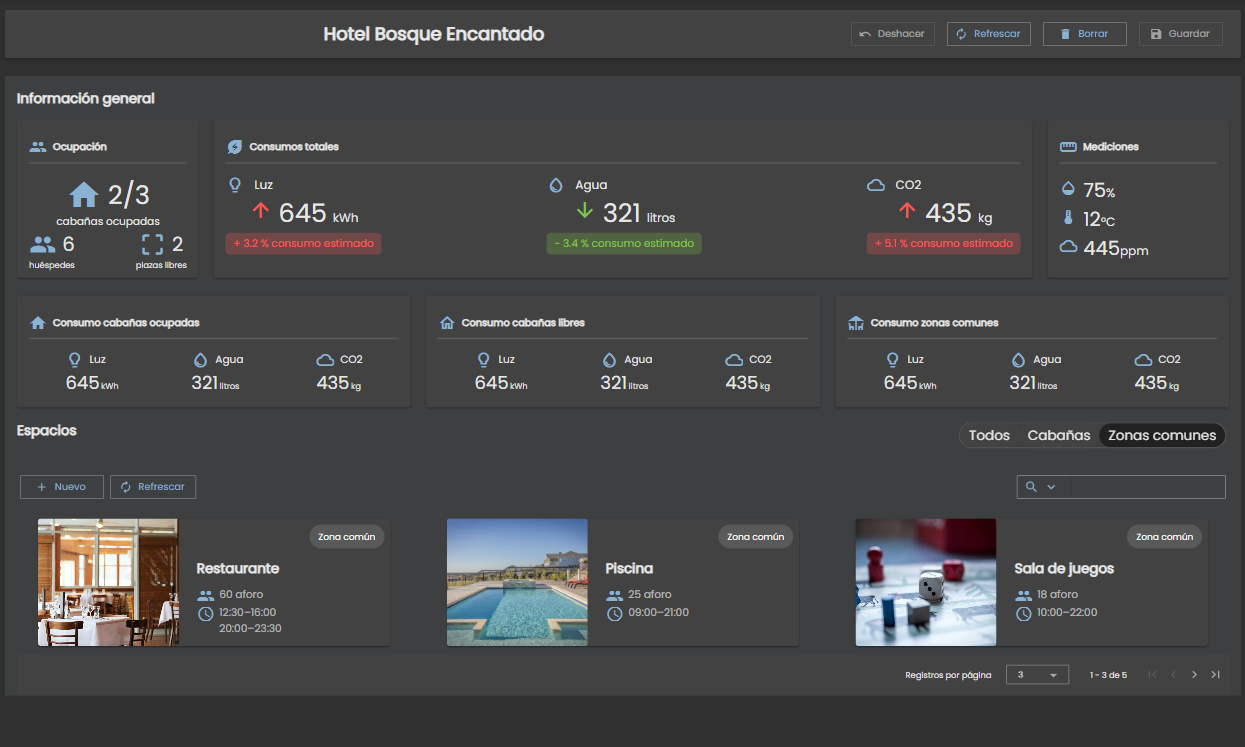 Hotel Bosque Encantado
Deshacer
Refrescar
Borrar
Guardar
Información general
Ocupación
2/3
cabañas ocupadas
6
huéspedes
2
plazas libres
Consumos totales
Luz
645 kWh
+ 3.2 % consumo estimado
Agua
321 litros
- 3.4 % consumo estimado
CO2
435 kg
+ 5.1 % consumo estimado
Mediciones
75%
12ºC
445ppm
Consumo cabañas ocupadas
Luz
645 kWh
Agua
321 litros
CO2
435 kg
Consumo cabañas libres
Luz
645 kWh
Agua
321 litros
CO2
435 kg
Consumo zonas comunes
Luz
645 kWh
Agua
321 litros
CO2
435 kg
Espacios
Todos
Cabañas
Zonas comunes
+ Nuevo
Refrescar
Zona común
Restaurante
60 aforo
12:30–16:00
20:00–23:30
Zona común
Piscina
25 aforo
09:00–21:00
Zona común
Sala de juegos
18 aforo
10:00–22:00
Registros por página
3
1 - 3 de 5